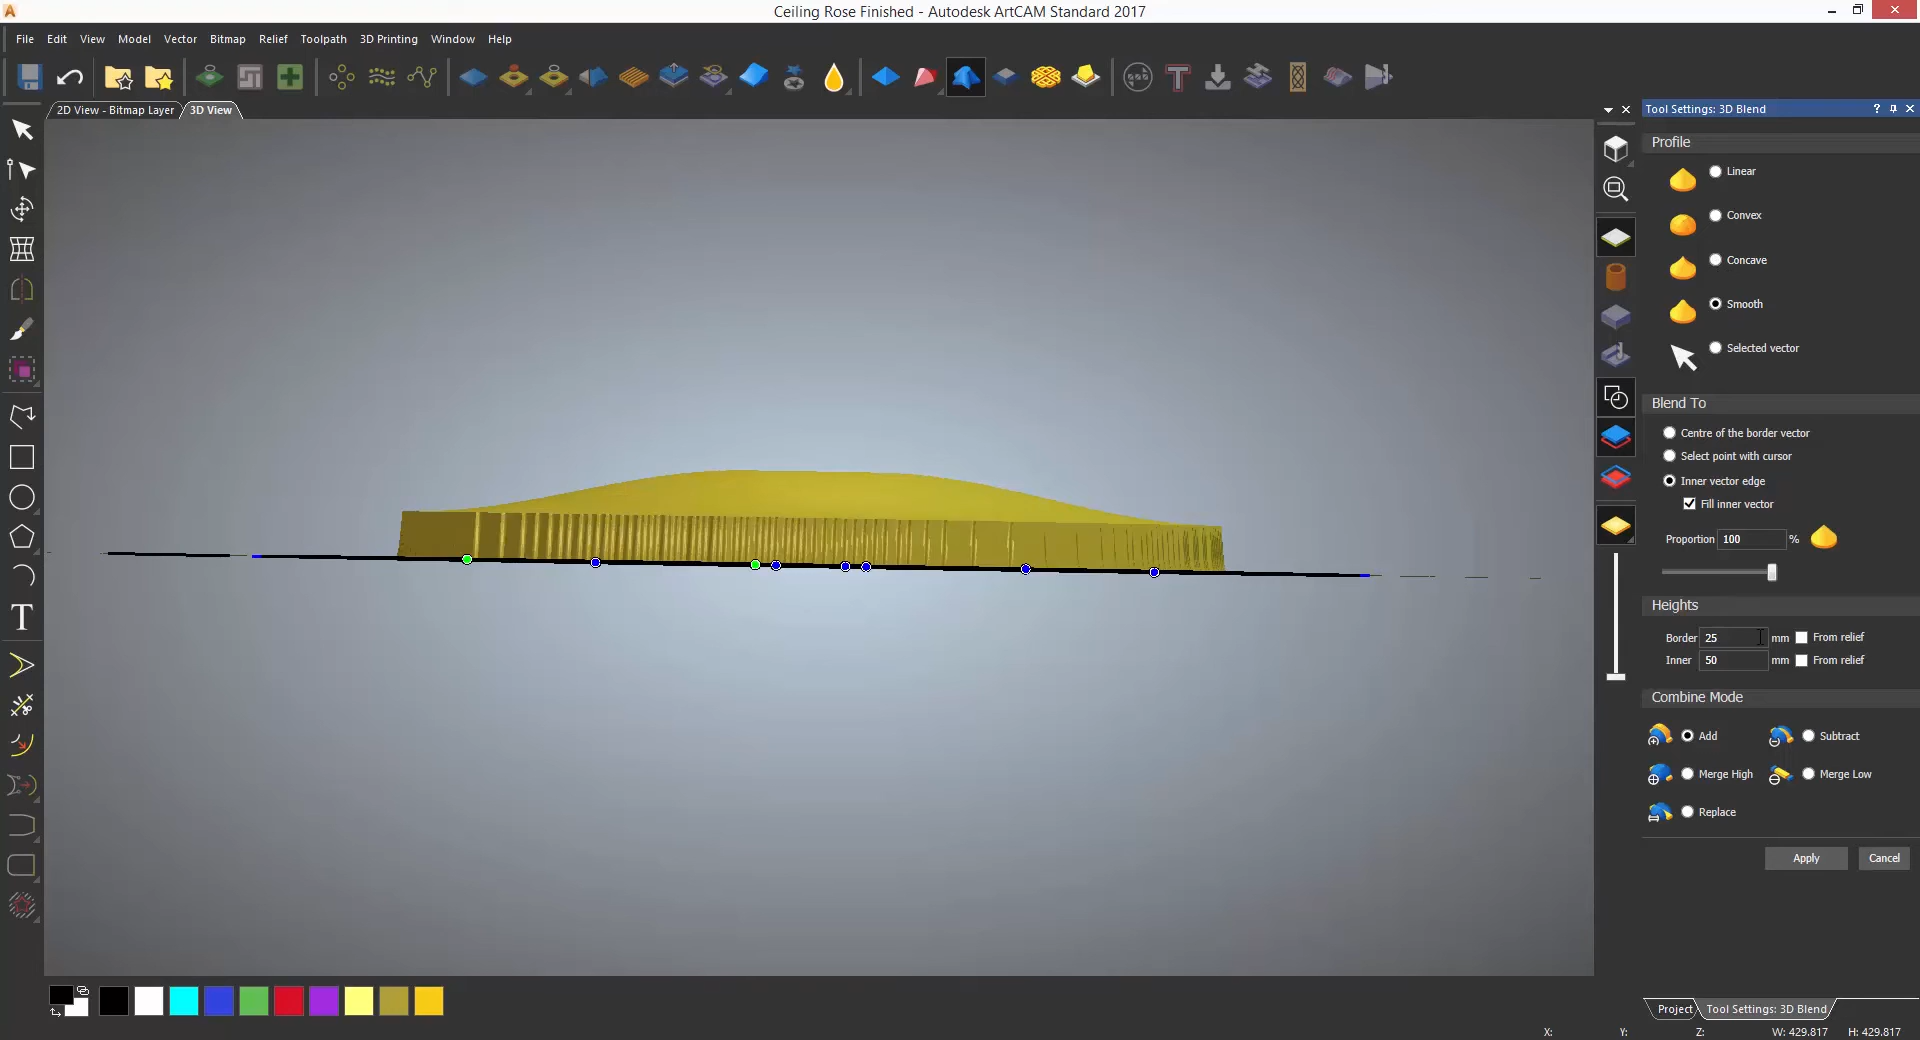 Ceiling Rose Finished - Autodesk ArtCAM Standard 2017
File Edit View Model Vector Bitmap Relief Toolpath 3D Printing Window Help
2D View - Bitmap Layer 3D View
Tool Settings: 3D Blend
Profile
Linear
Convex
Concave
Smooth
Selected vector
Blend To
Centre of the border vector
Select point with cursor
Inner vector edge
Fill inner vector
Proportion 100 %
Heights
Border 25 mm From relief
Inner 50 mm From relief
Combine Mode
Add Subtract
Merge High Merge Low
Replace
Apply Cancel
Project Tool Settings: 3D Blend
X: Y: Z: W: 429.817 H: 429.817